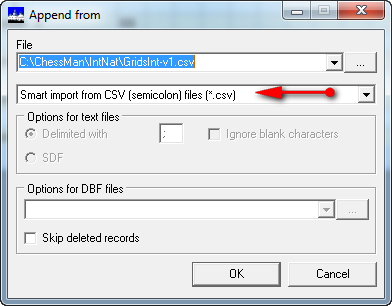 Append from
File
C:\ChessMan\IntNat\GridsInt-v1.csv
...
Smart import from CSV (semicolon) files (*.csv)
Options for text files
Delimited with ; Ignore blank characters
SDF
Options for DBF files
...
Skip deleted records
OK Cancel